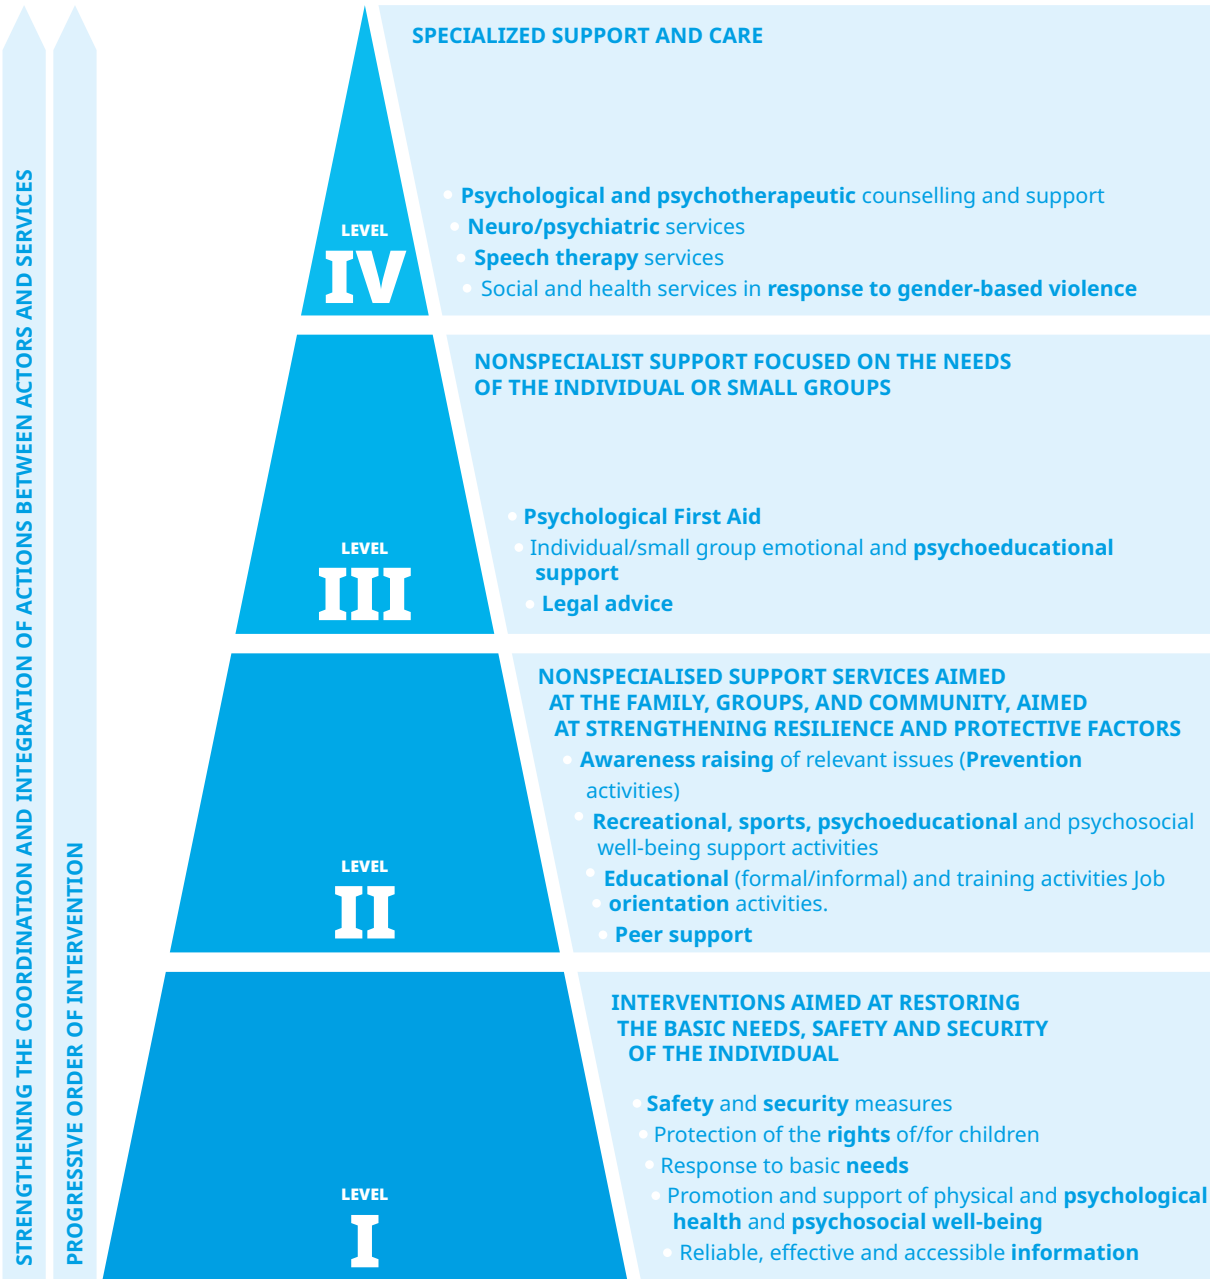 STRENGTHENING THE COORDINATION AND INTEGRATION OF ACTIONS BETWEEN ACTORS AND SERVICES
PROGRESSIVE ORDER OF INTERVENTION
LEVEL
IV
SPECIALIZED SUPPORT AND CARE
Psychological and psychotherapeutic counselling and support
Neuro/psychiatric services
Speech therapy services
Social and health services in response to gender-based violence
LEVEL
III
NONSPECIALIST SUPPORT FOCUSED ON THE NEEDS
OF THE INDIVIDUAL OR SMALL GROUPS
Psychological First Aid
Individual/small group emotional and psychoeducational
support
Legal advice
LEVEL
II
NONSPECIALISED SUPPORT SERVICES AIMED
AT THE FAMILY, GROUPS, AND COMMUNITY, AIMED
AT STRENGTHENING RESILIENCE AND PROTECTIVE FACTORS
Awareness raising of relevant issues (Prevention
activities)
Recreational, sports, psychoeducational and psychosocial
well-being support activities
Educational (formal/informal) and training activities Job
orientation activities.
Peer support
LEVEL
I
INTERVENTIONS AIMED AT RESTORING
THE BASIC NEEDS, SAFETY AND SECURITY
OF THE INDIVIDUAL
Safety and security measures
Protection of the rights of/for children
Response to basic needs
Promotion and support of physical and psychological
health and psychosocial well-being
Reliable, effective and accessible information